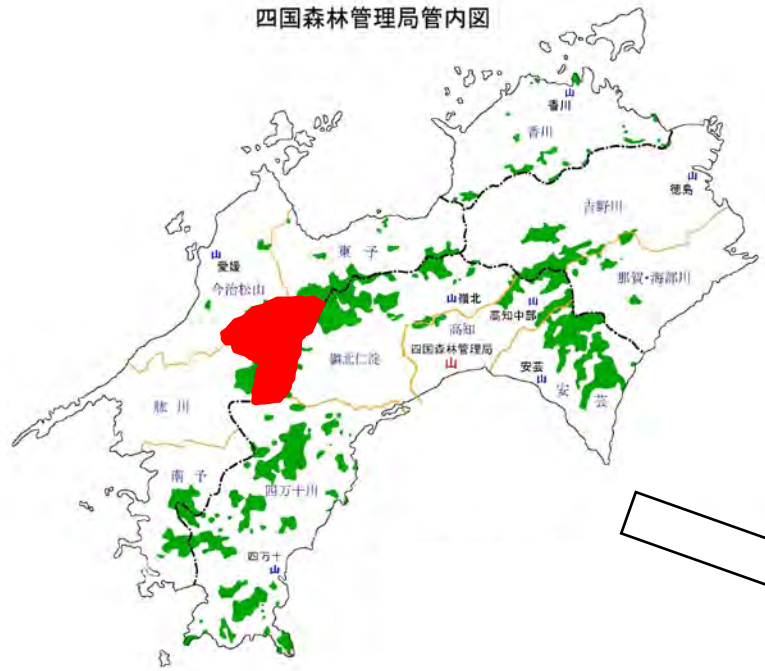 四国森林管理局管内図
山
香川
香川
山
徳島
吉野川
東 予
山
愛媛
今治松山
那賀・海部川
山嶺北
山
高知中部
高知
四国森林管理局
山
嶺北仁淀
安芸
山
安 芸
肱 川
南 予
四万十川
四万十
山